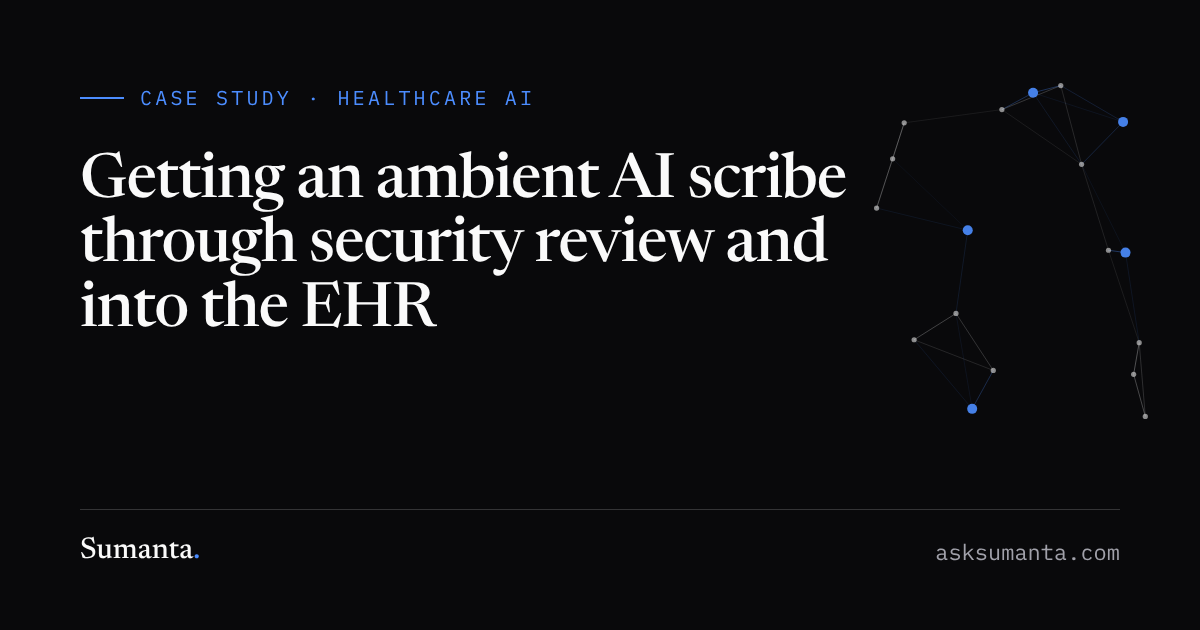 CASE STUDY · HEALTHCARE AI
Getting an ambient AI scribe
through security review and
into the EHR
Sumanta.
asksumanta.com